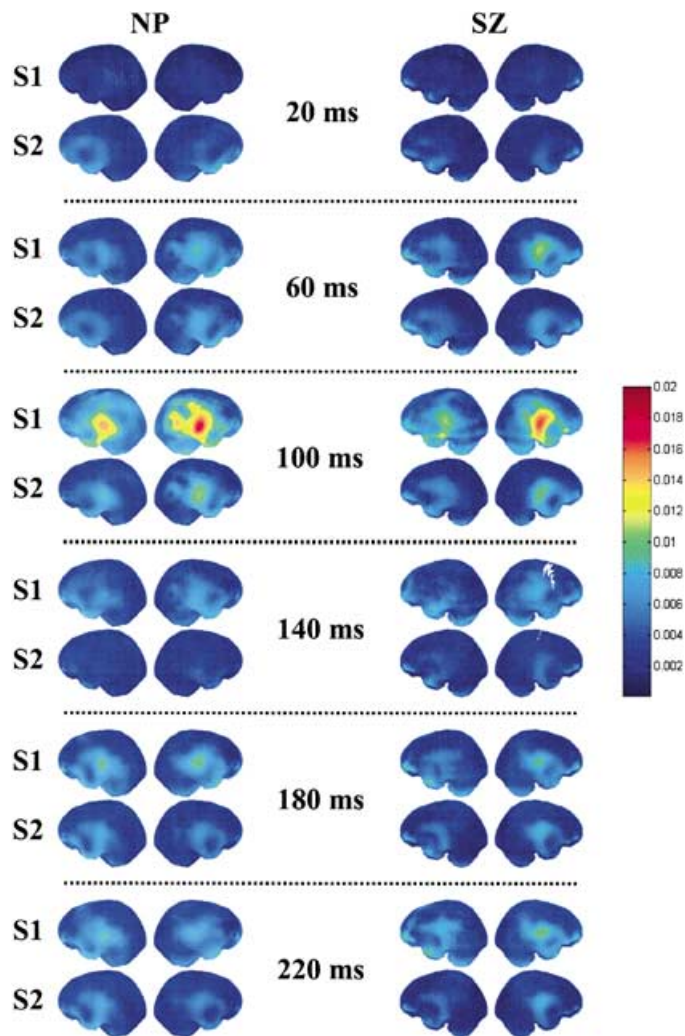 NP SZ
S1
20 ms
S2
S1
60 ms
S2
S1
100 ms
S2
S1
140 ms
S2
S1
180 ms
S2
S1
220 ms
S2
0.02
0.018
0.016
0.014
0.012
0.01
0.008
0.006
0.004
0.002